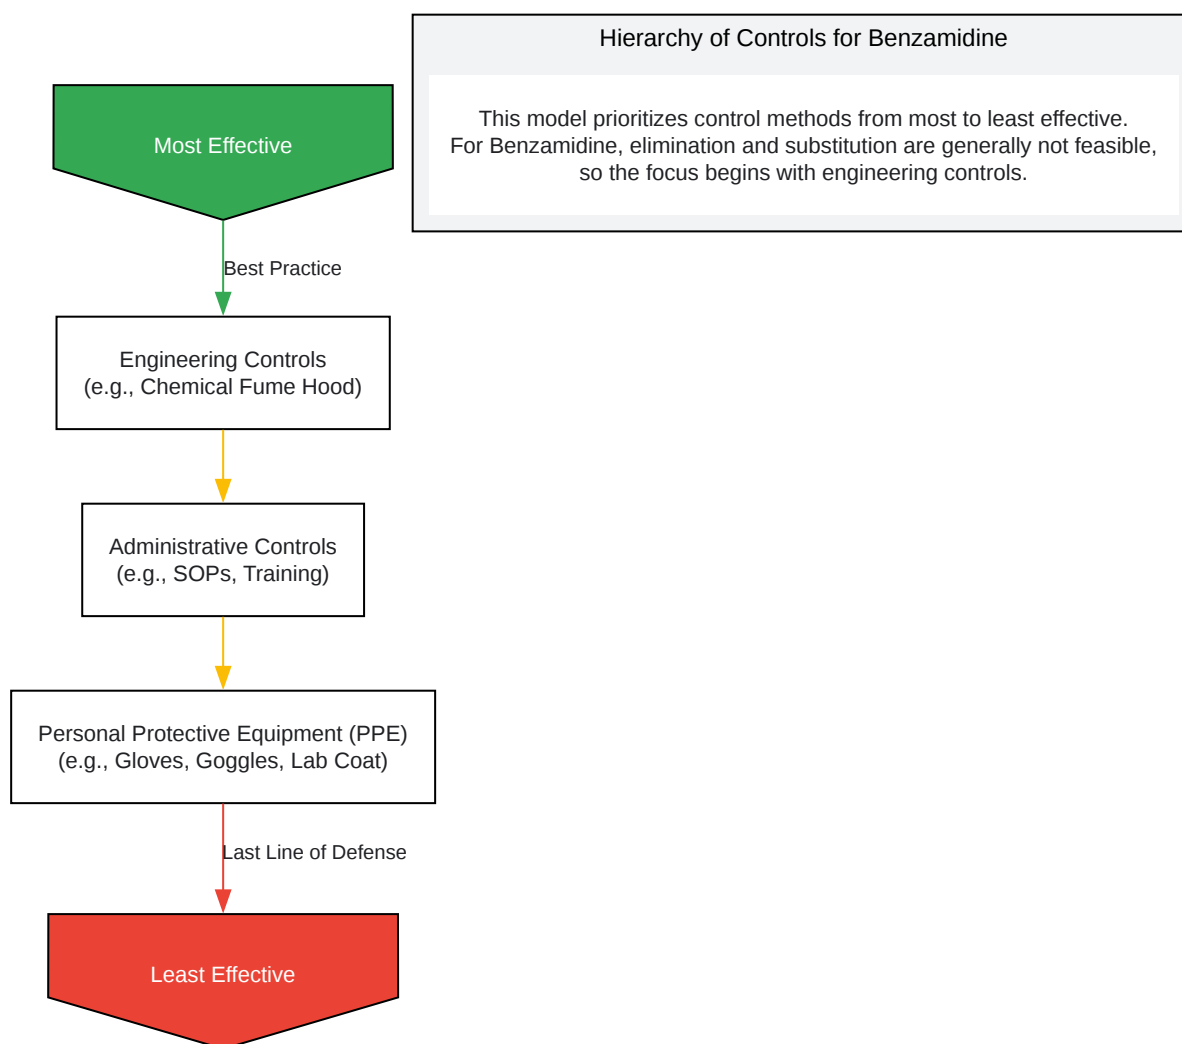 Hierarchy of Controls for Benzamidine
This model prioritizes control methods from most to least effective.
For Benzamidine, elimination and substitution are generally not feasible,
so the focus begins with engineering controls.
Most Effective
Best Practice
Engineering Controls
(e.g., Chemical Fume Hood)
Administrative Controls
(e.g., SOPs, Training)
Personal Protective Equipment (PPE)
(e.g., Gloves, Goggles, Lab Coat)
Last Line of Defense
Least Effective